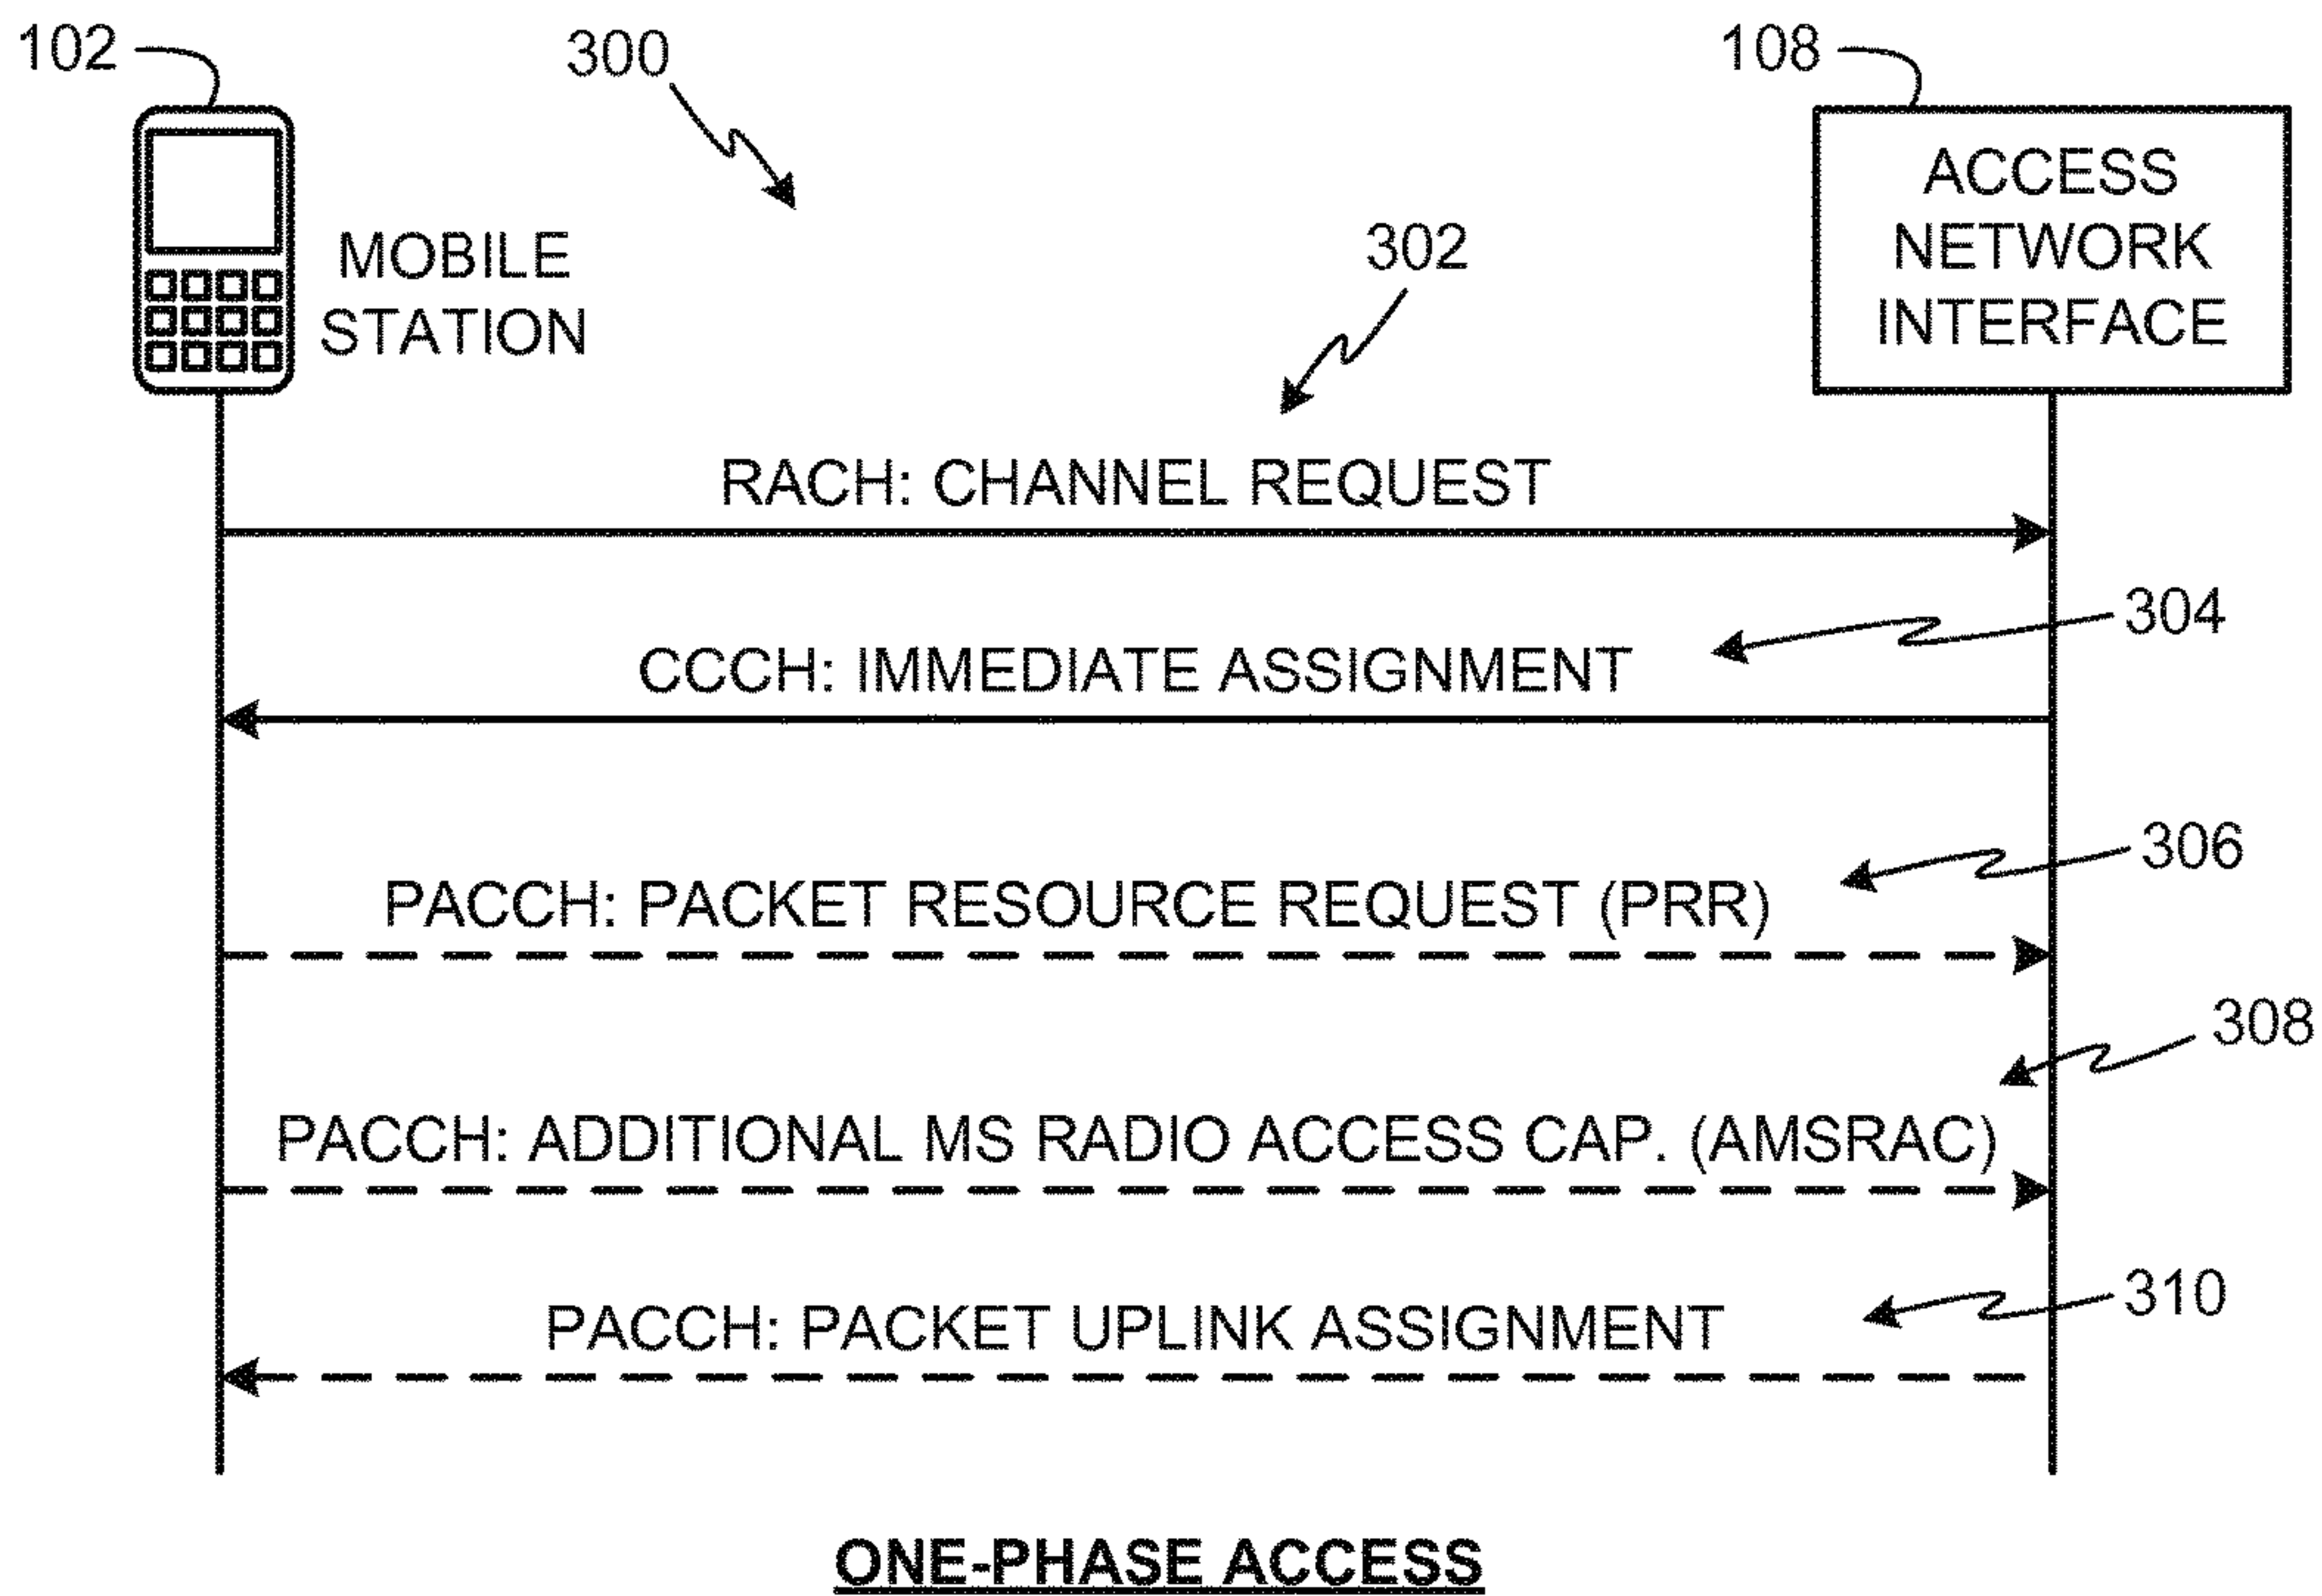 102
300
108
MOBILE
STATION
ACCESS
NETWORK
INTERFACE
302
RACH: CHANNEL REQUEST
304
CCCH: IMMEDIATE ASSIGNMENT
306
PACCH: PACKET RESOURCE REQUEST (PRR)
308
PACCH: ADDITIONAL MS RADIO ACCESS CAP. (AMSRAC)
310
PACCH: PACKET UPLINK ASSIGNMENT
ONE-PHASE ACCESS